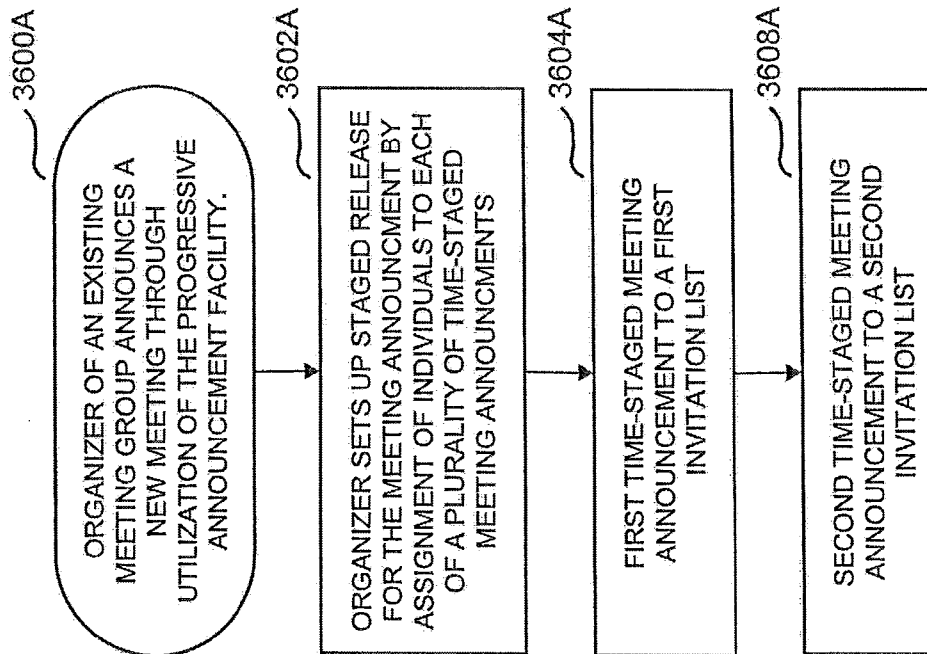 3600A
ORGANIZER OF AN EXISTING
MEETING GROUP ANNOUNCES A
NEW MEETING THROUGH
UTILIZATION OF THE PROGRESSIVE
ANNOUNCEMENT FACILITY.
3602A
ORGANIZER SETS UP STAGED RELEASE
FOR THE MEETING ANNOUNCMENT BY
ASSIGNMENT OF INDIVIDUALS TO EACH
OF A PLURALITY OF TIME-STAGED
MEETING ANNOUNCMENTS
3604A
FIRST TIME-STAGED MEETING
ANNOUNCEMENT TO A FIRST
INVITATION LIST
3608A
SECOND TIME-STAGED MEETING
ANNOUNCEMENT TO A SECOND
INVITATION LIST